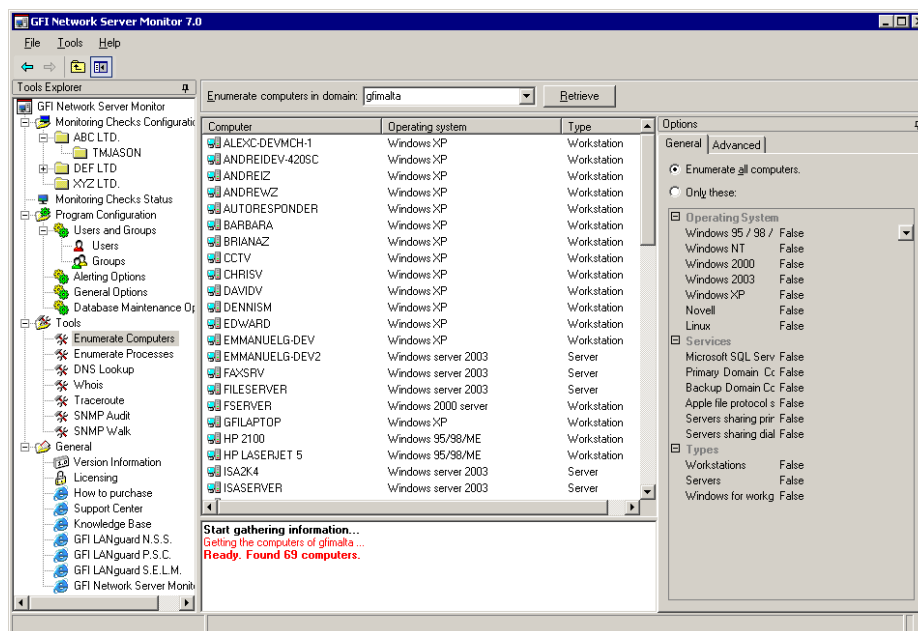 GFI Network Server Monitor 7.0
File Tools Help
Tools Explorer
GFI Network Server Monitor
Monitoring Checks Configuratic
ABC LTD.
TMJASON
DEF LTD
XYZ LTD.
Monitoring Checks Status
Program Configuration
Users and Groups
Users
Groups
Alerting Options
General Options
Database Maintenance Op
Tools
Enumerate Computers
Enumerate Processes
DNS Lookup
Whois
Traceroute
SNMP Audit
SNMP Walk
General
Version Information
Licensing
How to purchase
Support Center
Knowledge Base
GFI LANguard N.S.S.
GFI LANguard P.S.C.
GFI LANguard S.E.L.M.
GFI Network Server Monit
Enumerate computers in domain: gfimalta Retrieve
Computer Operating system Type
ALEXC-DEVMCH-1 Windows XP Workstation
ANDREIDEV-420SC Windows XP Workstation
ANDREIZ Windows XP Workstation
ANDREWZ Windows XP Workstation
AUTORESPONDER Windows XP Workstation
BARBARA Windows XP Workstation
BRIANAZ Windows XP Workstation
CCTV Windows XP Workstation
CHRISV Windows XP Workstation
DAVIDV Windows XP Workstation
DENNISM Windows XP Workstation
EDWARD Windows XP Workstation
EMMANUELG-DEV Windows XP Workstation
EMMANUELG-DEV2 Windows server 2003 Server
FAXSRV Windows server 2003 Server
FILESERVER Windows server 2003 Server
FSERVER Windows 2000 server Workstation
GFILAPTOP Windows XP Workstation
HP 2100 Windows 95/98/ME Workstation
HP LASERJET 5 Windows 95/98/ME Workstation
ISA2K4 Windows server 2003 Server
ISASERVER Windows server 2003 Server
Start gathering information...
Getting the computers of gfimalta ...
Ready. Found 69 computers.
Options
General Advanced
Enumerate all computers.
Only these:
Operating System
Windows 95 / 98 / False
Windows NT False
Windows 2000 False
Windows 2003 False
Windows XP False
Novell False
Linux False
Services
Microsoft SQL Serv False
Primary Domain Cc False
Backup Domain Cc False
Apple file protocol s False
Servers sharing prir False
Servers sharing dial False
Types
Workstations False
Servers False
Windows for workg False